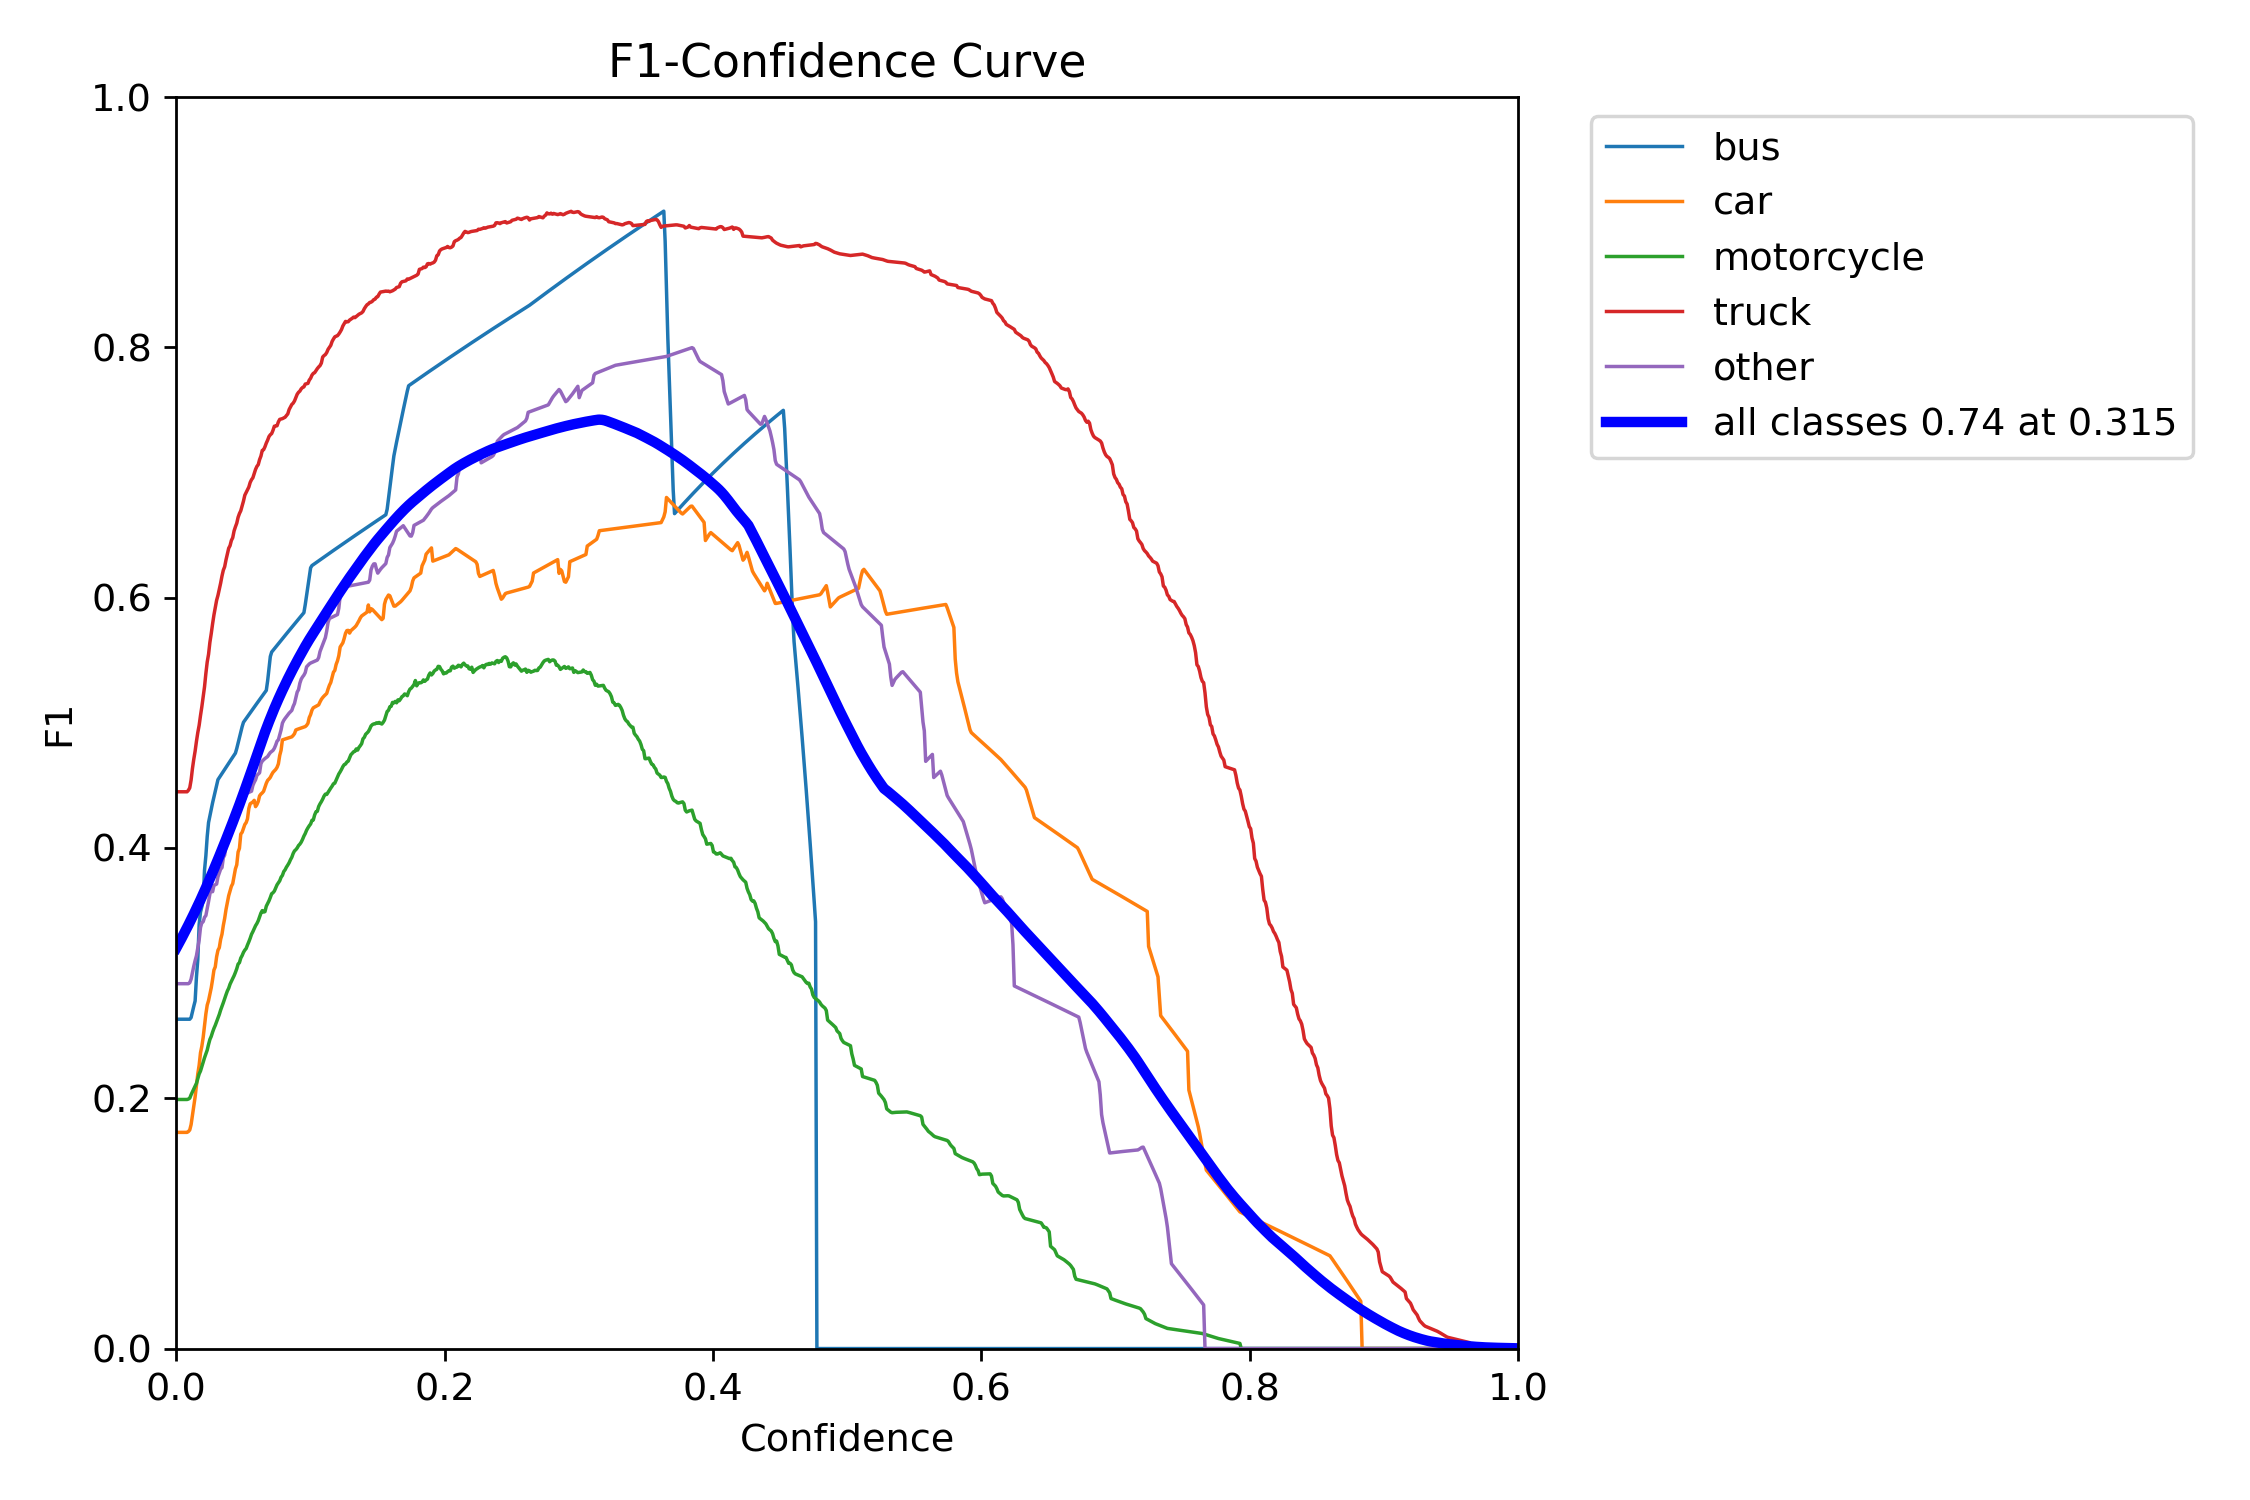 F1-Confidence Curve
1.0
0.8
0.6
0.4
0.2
0.0
F1
0.0 0.2 0.4 0.6 0.8 1.0
Confidence
bus
car
motorcycle
truck
other
all classes 0.74 at 0.315